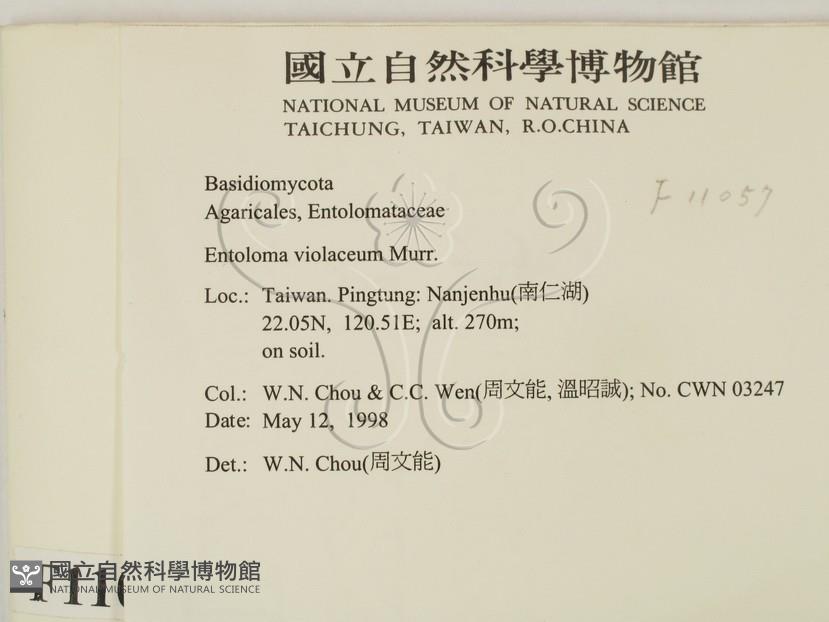 國立自然科學博物館
NATIONAL MUSEUM OF NATURAL SCIENCE
TAICHUNG, TAIWAN, R.O.CHINA
F 11057
Basidiomycota
Agaricales, Entolomataceae
Entoloma violaceum Murr.
Loc.: Taiwan. Pingtung: Nanjenhu(南仁湖)
22.05N, 120.51E; alt. 270m;
on soil.
Col.: W.N. Chou & C.C. Wen(周文能, 溫昭誠); No. CWN 03247
Date: May 12, 1998
Det.: W.N. Chou(周文能)
國立自然科學博物館
NATIONAL MUSEUM OF NATURAL SCIENCE